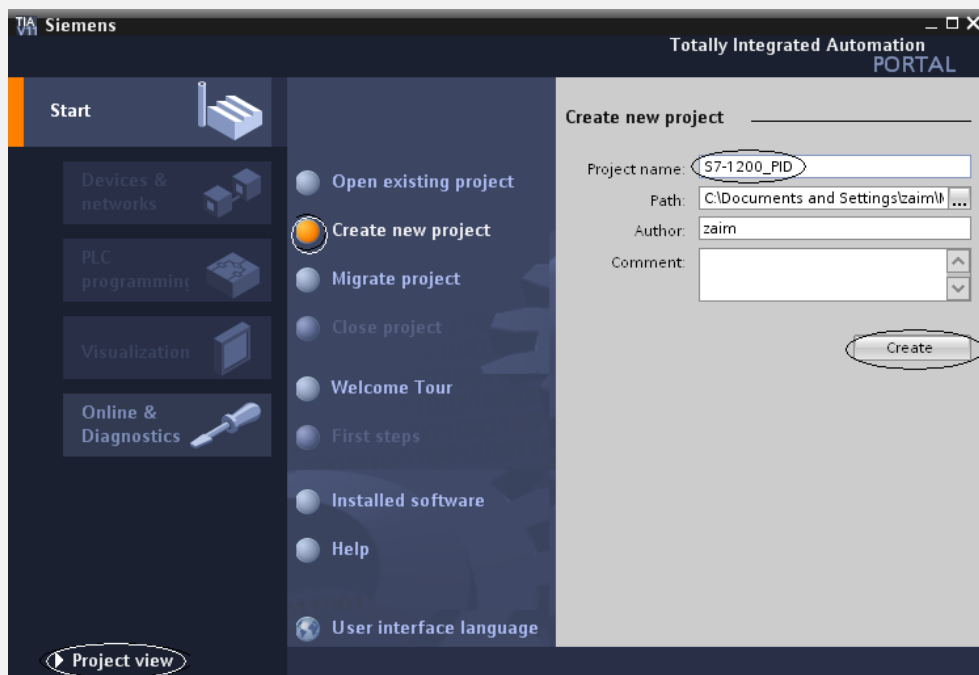 TIA V11 Siemens
Totally Integrated Automation
PORTAL
Start
Devices &
networks
PLC
programming
Visualization
Online &
Diagnostics
Open existing project
Create new project
Migrate project
Close project
Welcome Tour
First steps
Installed software
Help
User interface language
Create new project
Project name: S7-1200_PID
Path: C:\Documents and Settings\zaim\M ...
Author: zaim
Comment:
Create
Project view